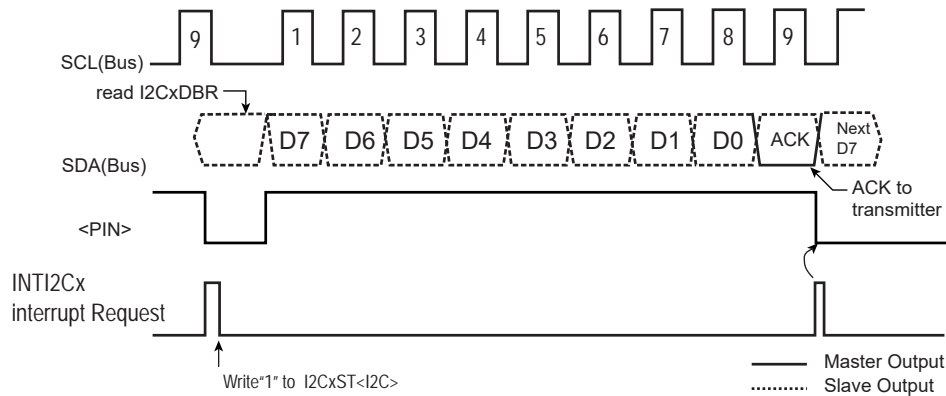 9 1 2 3 4 5 6 7 8 9
SCL(Bus)
read I2CxDBR
D7 D6 D5 D4 D3 D2 D1 D0 ACK Next
D7
SDA(Bus)
ACK to
transmitter
<PIN>
INTI2Cx
interrupt Request
Write"1" to I2CxST<I2C>
Master Output
Slave Output